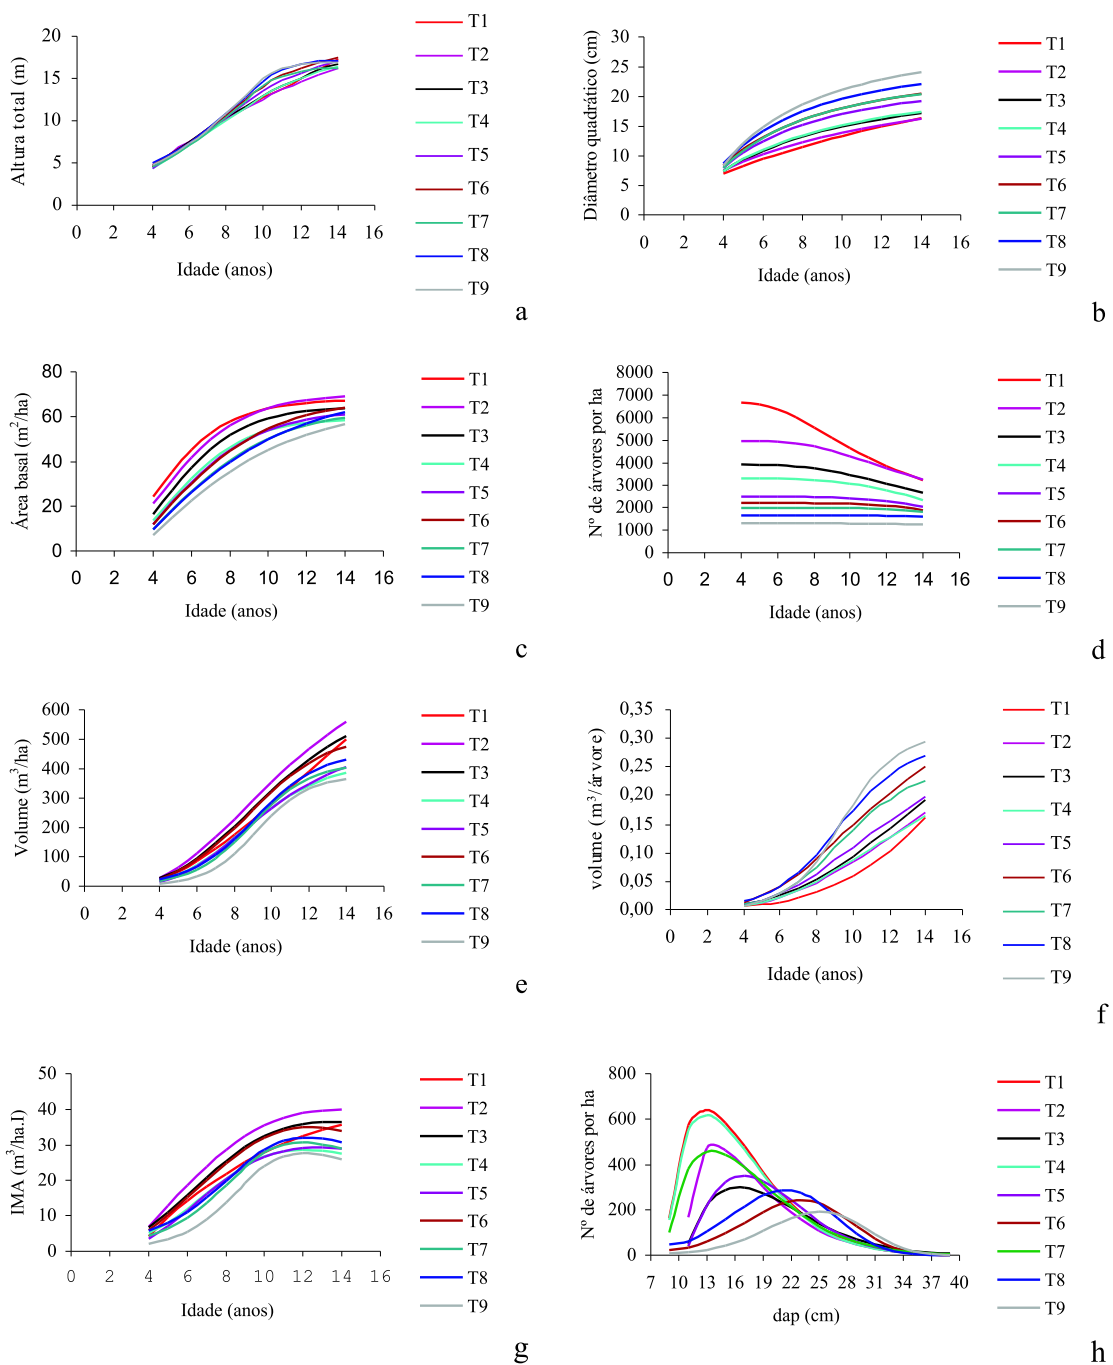 Altura total (m)
20
15
10
5
0
0 2 4 6 8 10 12 14 16
Idade (anos)
T1
T2
T3
T4
T5
T6
T7
T8
T9
a
Diâmetro quadrático (cm)
30
25
20
15
10
5
0
0 2 4 6 8 10 12 14 16
Idade (anos)
T1
T2
T3
T4
T5
T6
T7
T8
T9
b
Área basal (m²/ha)
80
60
40
20
0
0 2 4 6 8 10 12 14 16
Idade (anos)
T1
T2
T3
T4
T5
T6
T7
T8
T9
c
Nº de árvores por ha
8000
7000
6000
5000
4000
3000
2000
1000
0
0 2 4 6 8 10 12 14 16
Idade (anos)
T1
T2
T3
T4
T5
T6
T7
T8
T9
d
Volume (m³/ha)
600
500
400
300
200
100
0
0 2 4 6 8 10 12 14 16
Idade (anos)
T1
T2
T3
T4
T5
T6
T7
T8
T9
e
volume (m³/árvore)
0,35
0,30
0,25
0,20
0,15
0,10
0,05
0,00
0 2 4 6 8 10 12 14 16
Idade (anos)
T1
T2
T3
T4
T5
T6
T7
T8
T9
f
IMA (m³/ha.I)
50
40
30
20
10
0
0 2 4 6 8 10 12 14 16
Idade (anos)
T1
T2
T3
T4
T5
T6
T7
T8
T9
g
Nº de árvores por ha
800
600
400
200
0
7 10 13 16 19 22 25 28 31 34 37 40
dap (cm)
T1
T2
T3
T4
T5
T6
T7
T8
T9
h